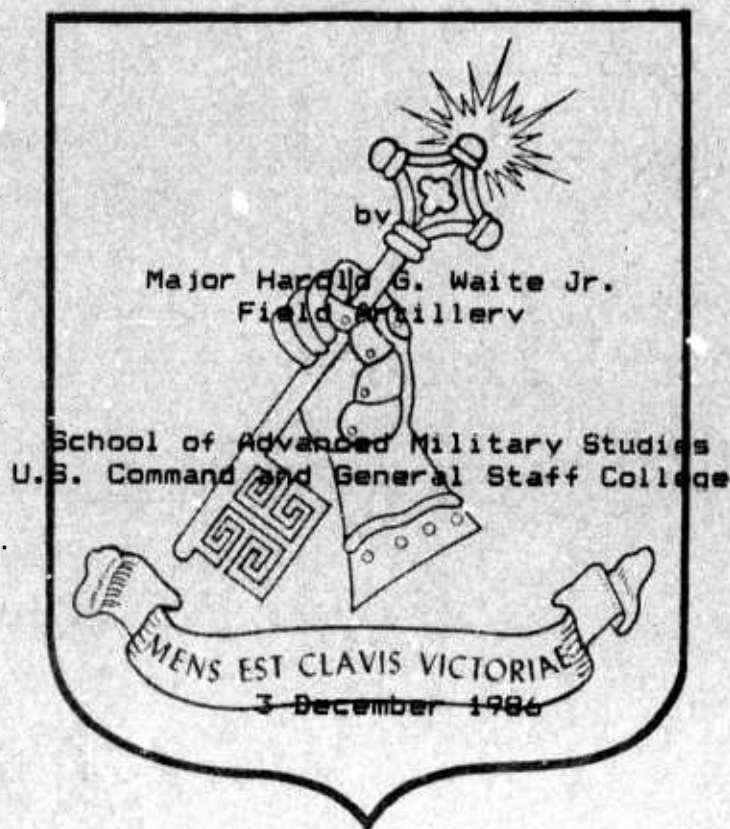 by
Major Harold G. Waite Jr.
Field Artillery
School of Advanced Military Studies
U.S. Command and General Staff College
MENS EST CLAVIS VICTORIAE
3 December 1986